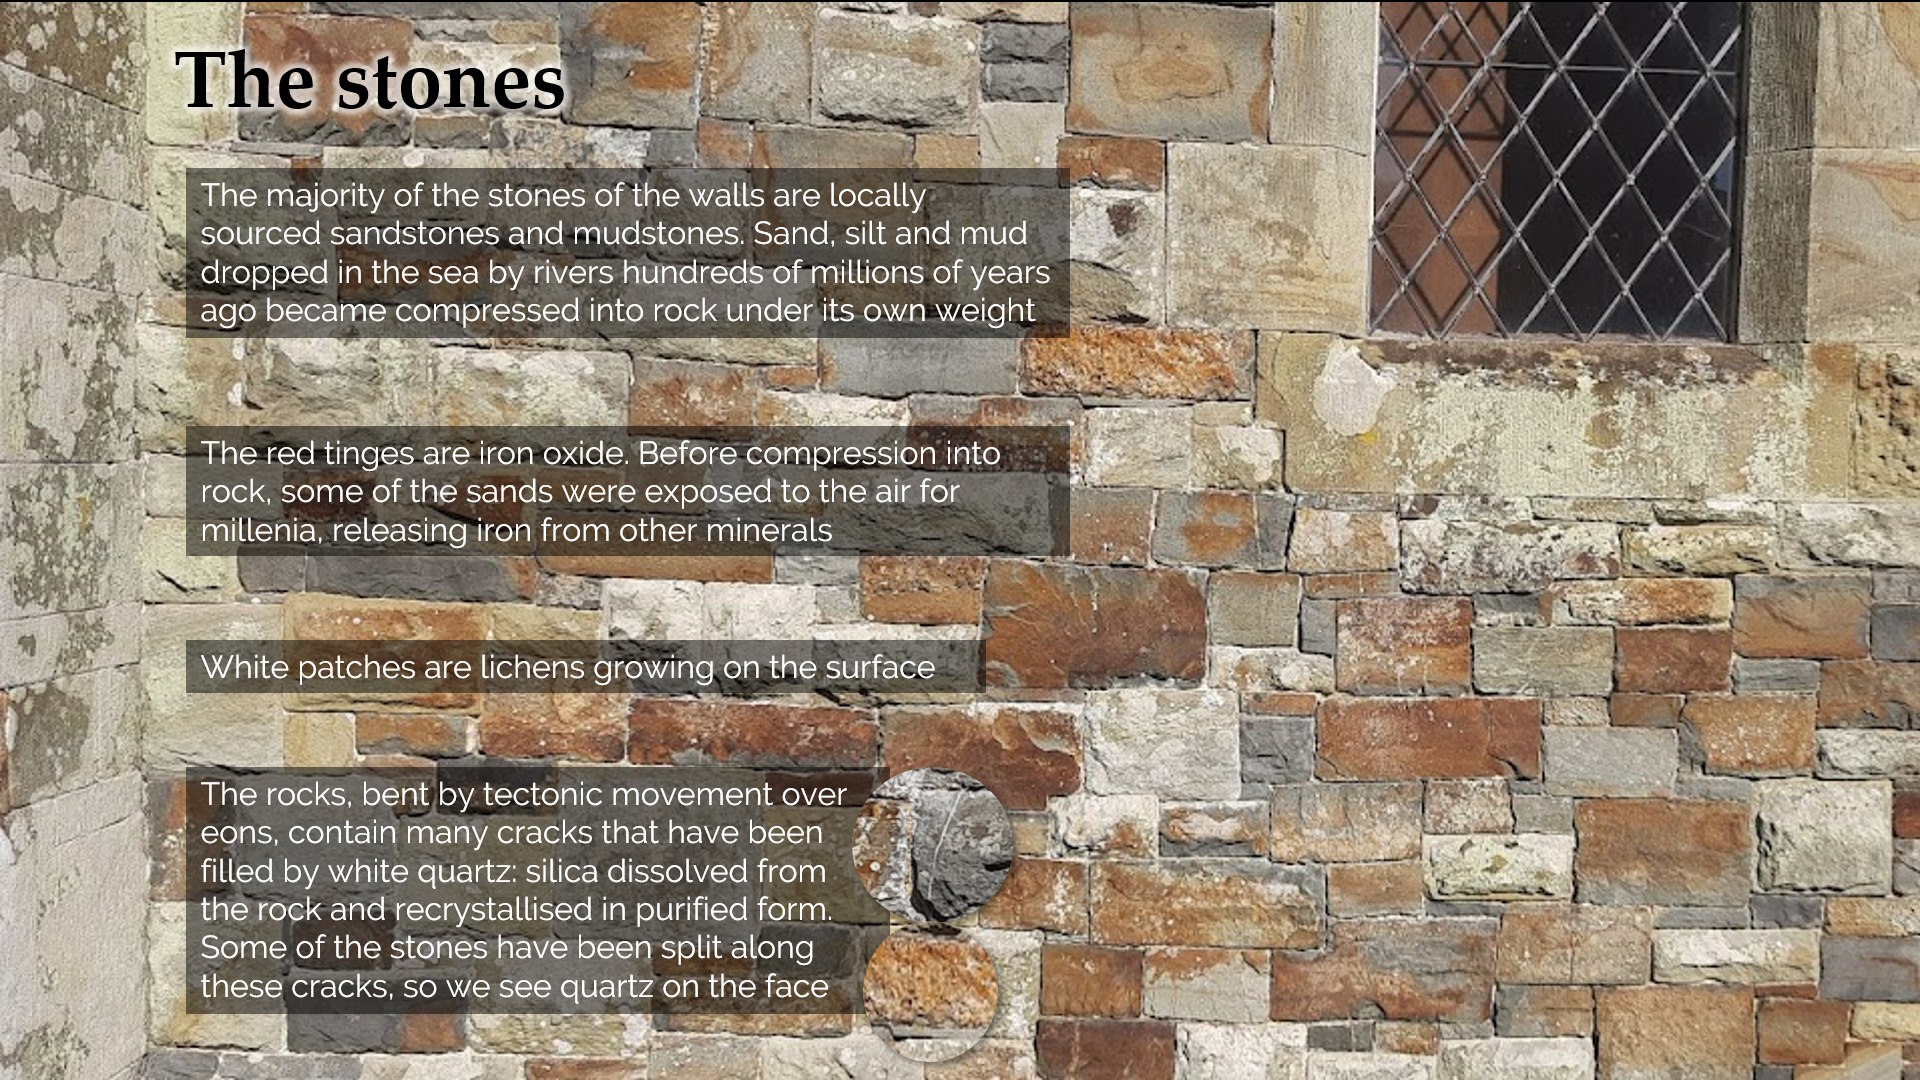 The stones
The majority of the stones of the walls are locally
sourced sandstones and mudstones. Sand, silt and mud
dropped in the sea by rivers hundreds of millions of years
ago became compressed into rock under its own weight
The red tinges are iron oxide. Before compression into
rock, some of the sands were exposed to the air for
millenia, releasing iron from other minerals
White patches are lichens growing on the surface
The rocks, bent by tectonic movement over
eons, contain many cracks that have been
filled by white quartz: silica dissolved from
the rock and recrystallised in purified form.
Some of the stones have been split along
these cracks, so we see quartz on the face